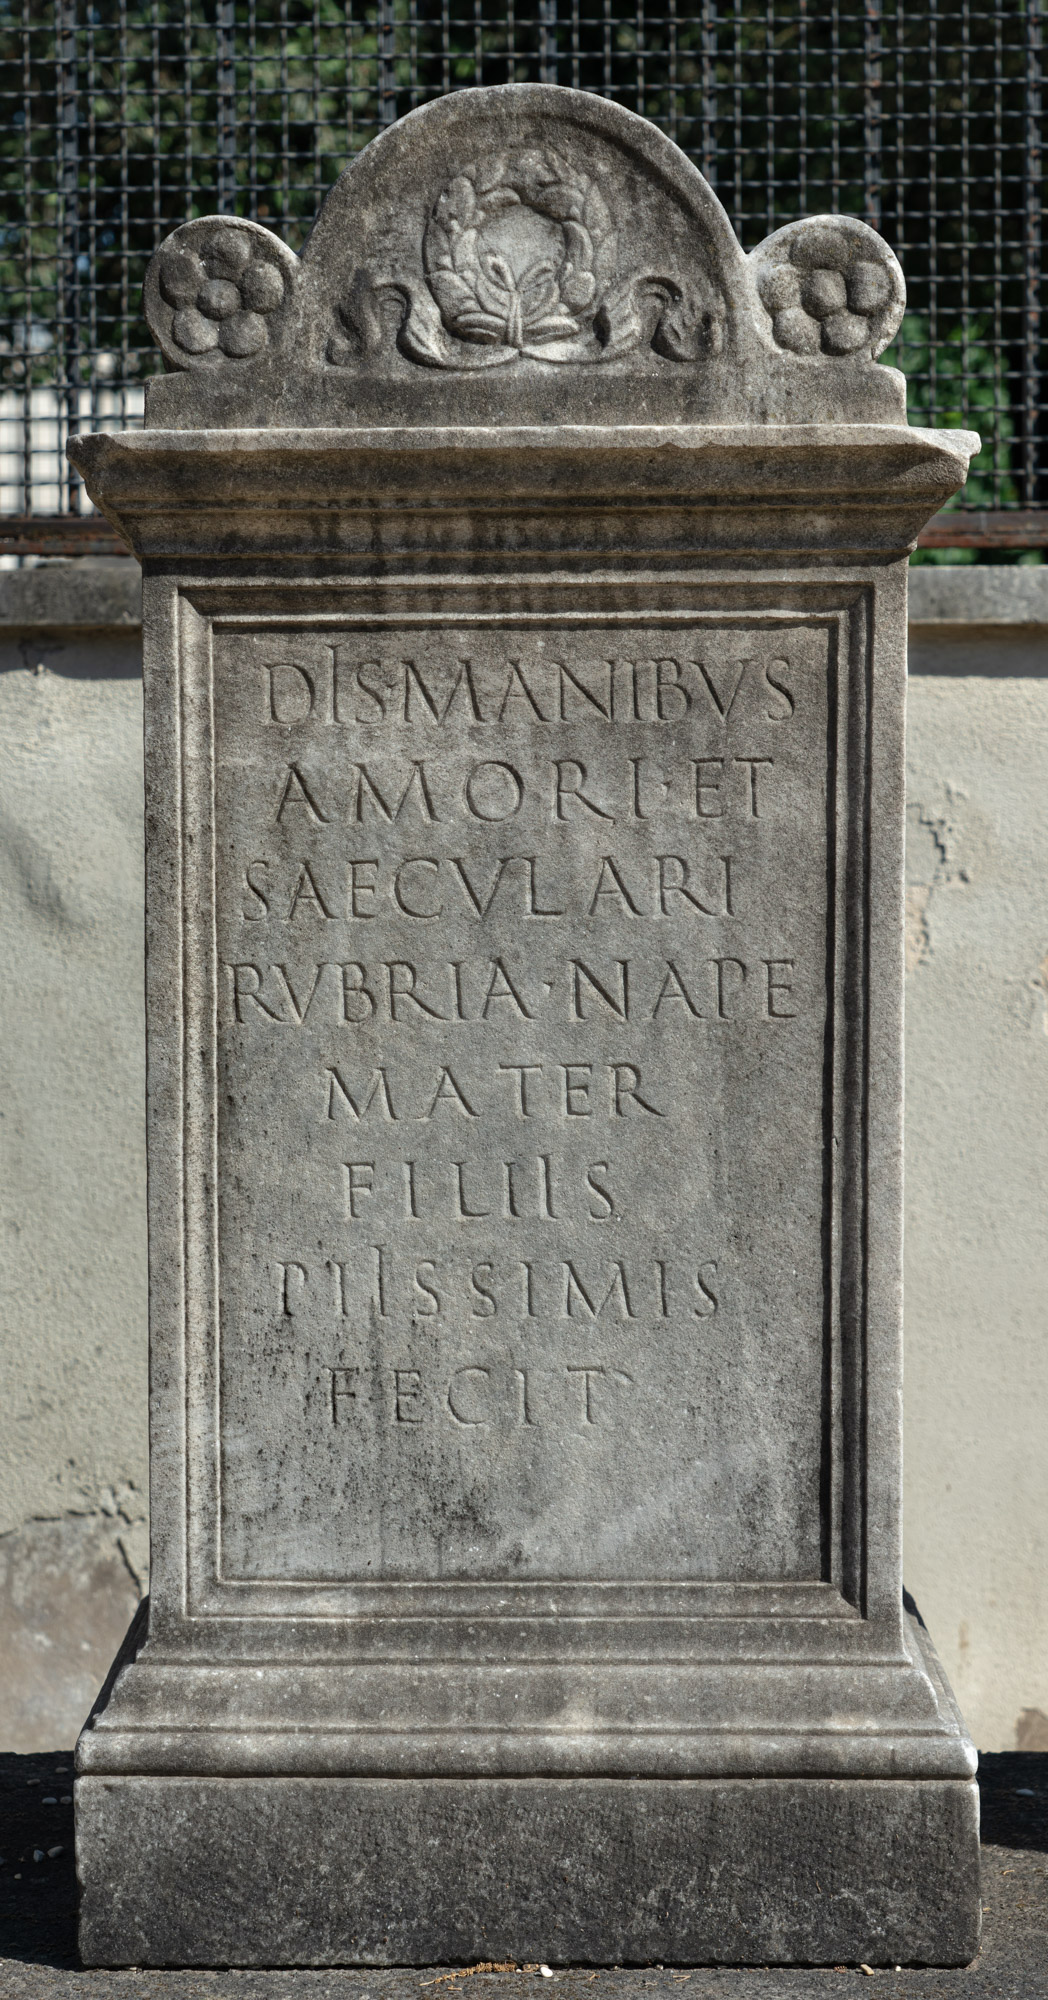 DIS·MANIBVS
AMORI·ET
SAECVLARI
RVBRIA·NAPE
MATER
FILIIS
PIISSIMIS
FECIT